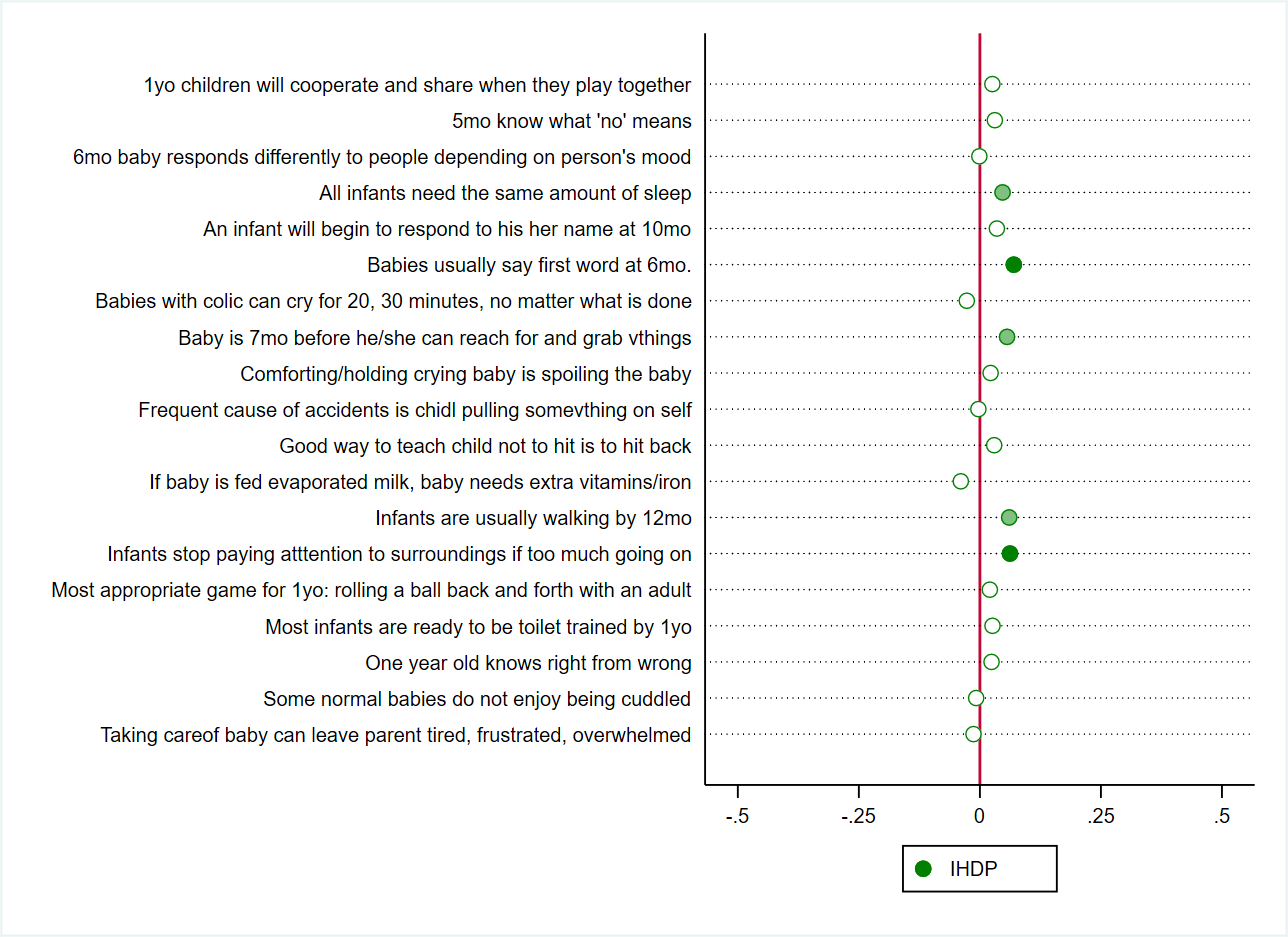 1yo children will cooperate and share when they play together
5mo know what 'no' means
6mo baby responds differently to people depending on person's mood
All infants need the same amount of sleep
An infant will begin to respond to his her name at 10mo
Babies usually say first word at 6mo.
Babies with colic can cry for 20, 30 minutes, no matter what is done
Baby is 7mo before he/she can reach for and grab vthings
Comforting/holding crying baby is spoiling the baby
Frequent cause of accidents is chidl pulling somevthing on self
Good way to teach child not to hit is to hit back
If baby is fed evaporated milk, baby needs extra vitamins/iron
Infants are usually walking by 12mo
Infants stop paying atttention to surroundings if too much going on
Most appropriate game for 1yo: rolling a ball back and forth with an adult
Most infants are ready to be toilet trained by 1yo
One year old knows right from wrong
Some normal babies do not enjoy being cuddled
Taking careof baby can leave parent tired, frustrated, overwhelmed
-.5 -.25 0 .25 .5
IHDP